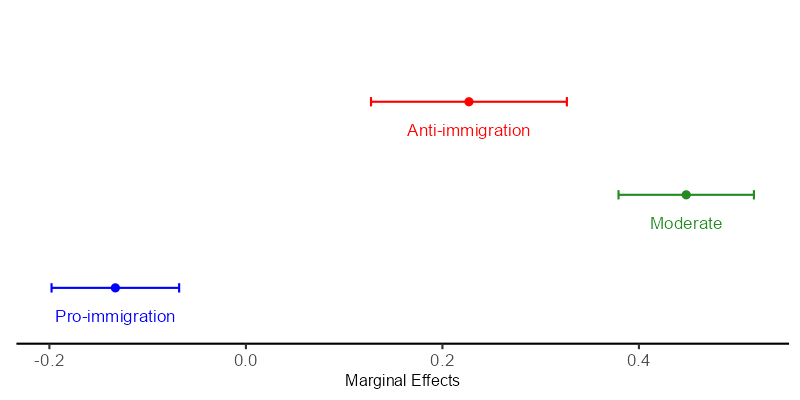 Anti-immigration
Moderate
Pro-immigration
-0.2 0.0 0.2 0.4
Marginal Effects